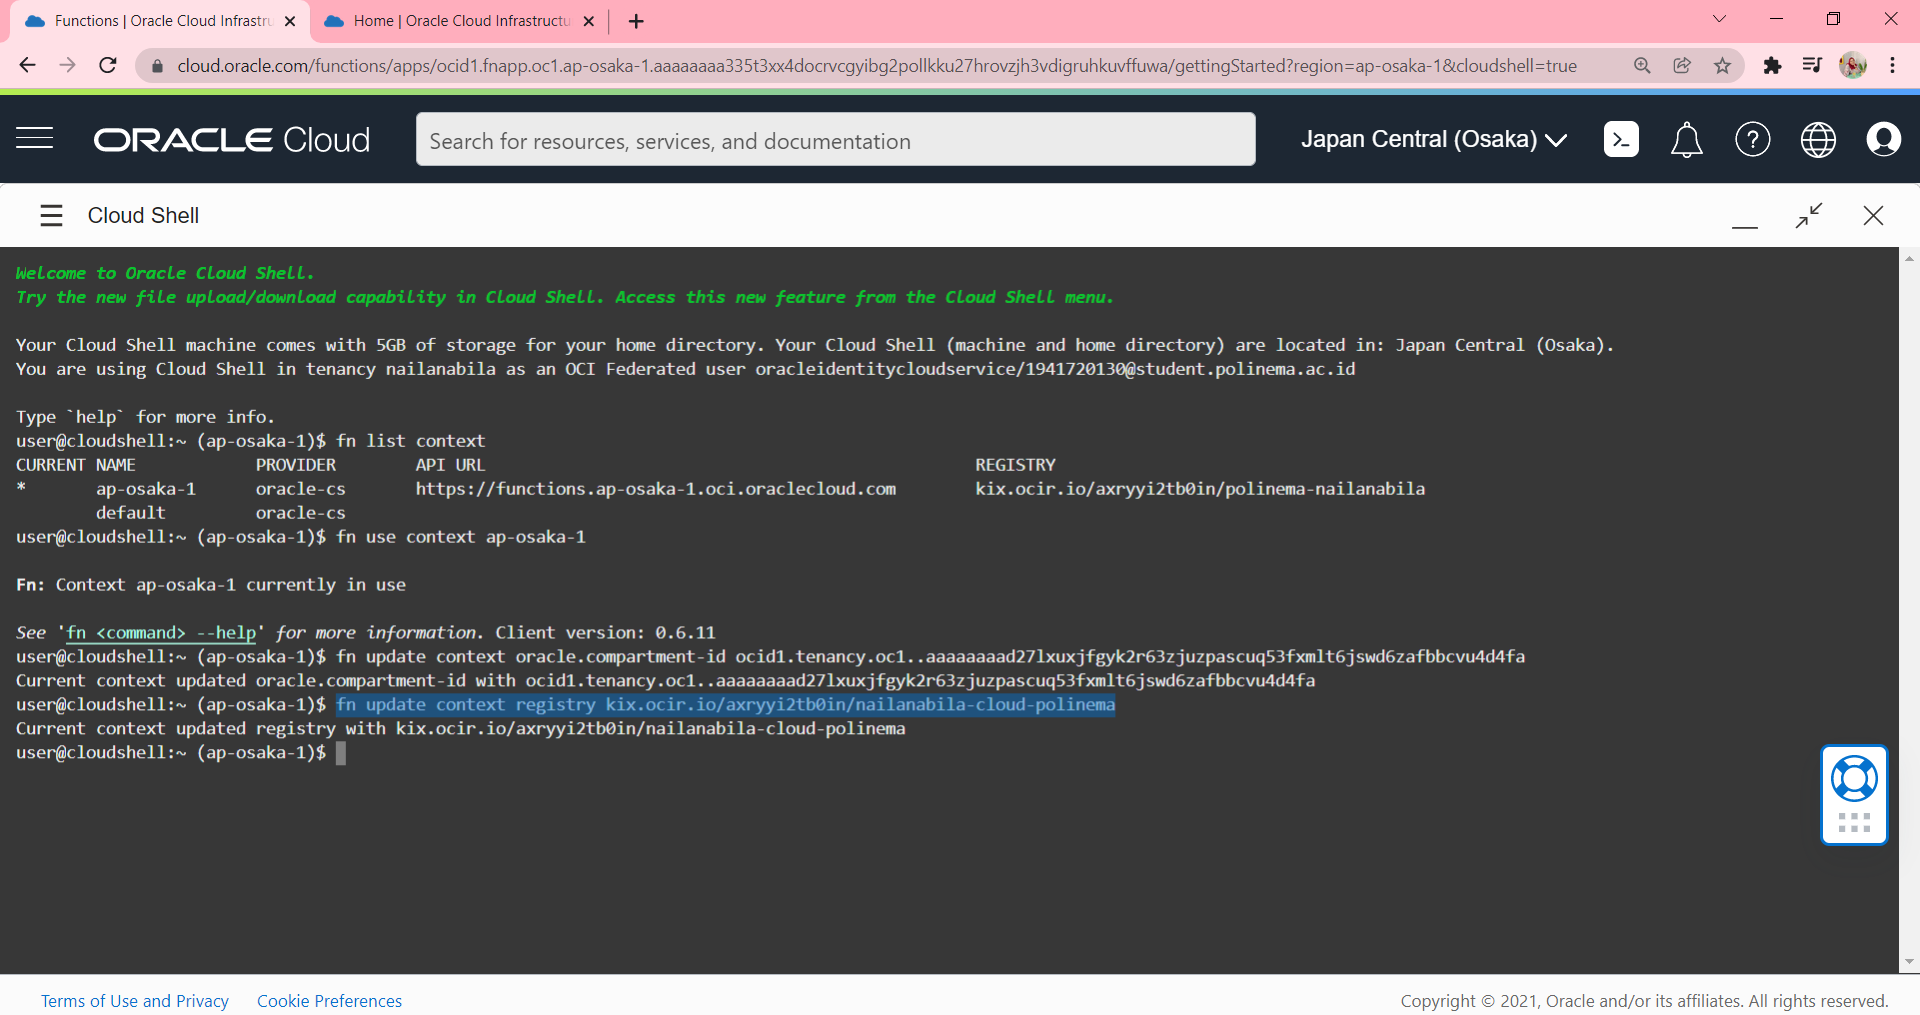 Functions | Oracle Cloud Infrastru
Home | Oracle Cloud Infrastructu
cloud.oracle.com/functions/apps/ocid1.fnapp.oc1.ap-osaka-1.aaaaaaaa335t3xx4docrvcgyibg2pollkku27hrovzjh3vdigruhkuvffuwa/gettingStarted?region=ap-osaka-1&cloudshell=true
ORACLE Cloud
Search for resources, services, and documentation
Japan Central (Osaka)
Cloud Shell
Welcome to Oracle Cloud Shell.
Try the new file upload/download capability in Cloud Shell. Access this new feature from the Cloud Shell menu.
Your Cloud Shell machine comes with 5GB of storage for your home directory. Your Cloud Shell (machine and home directory) are located in: Japan Central (Osaka).
You are using Cloud Shell in tenancy nailanabila as an OCI Federated user oracleidentitycloudservice/1941720130@student.polinema.ac.id
Type `help` for more info.
user@cloudshell:~ (ap-osaka-1)$ fn list context
CURRENT NAME PROVIDER API URL REGISTRY
* ap-osaka-1 oracle-cs https://functions.ap-osaka-1.oci.oraclecloud.com kix.ocir.io/axryyi2tb0in/polinema-nailanabila
default oracle-cs
user@cloudshell:~ (ap-osaka-1)$ fn use context ap-osaka-1
Fn: Context ap-osaka-1 currently in use
See 'fn <command> --help' for more information. Client version: 0.6.11
user@cloudshell:~ (ap-osaka-1)$ fn update context oracle.compartment-id ocid1.tenancy.oc1..aaaaaaaad27lxuxjfgyk2r63zjuzpascuq53fxmlt6jswd6zafbbcvu4d4fa
Current context updated oracle.compartment-id with ocid1.tenancy.oc1..aaaaaaaad27lxuxjfgyk2r63zjuzpascuq53fxmlt6jswd6zafbbcvu4d4fa
user@cloudshell:~ (ap-osaka-1)$ fn update context registry kix.ocir.io/axryyi2tb0in/nailanabila-cloud-polinema
Current context updated registry with kix.ocir.io/axryyi2tb0in/nailanabila-cloud-polinema
user@cloudshell:~ (ap-osaka-1)$
Terms of Use and Privacy Cookie Preferences
Copyright © 2021, Oracle and/or its affiliates. All rights reserved.